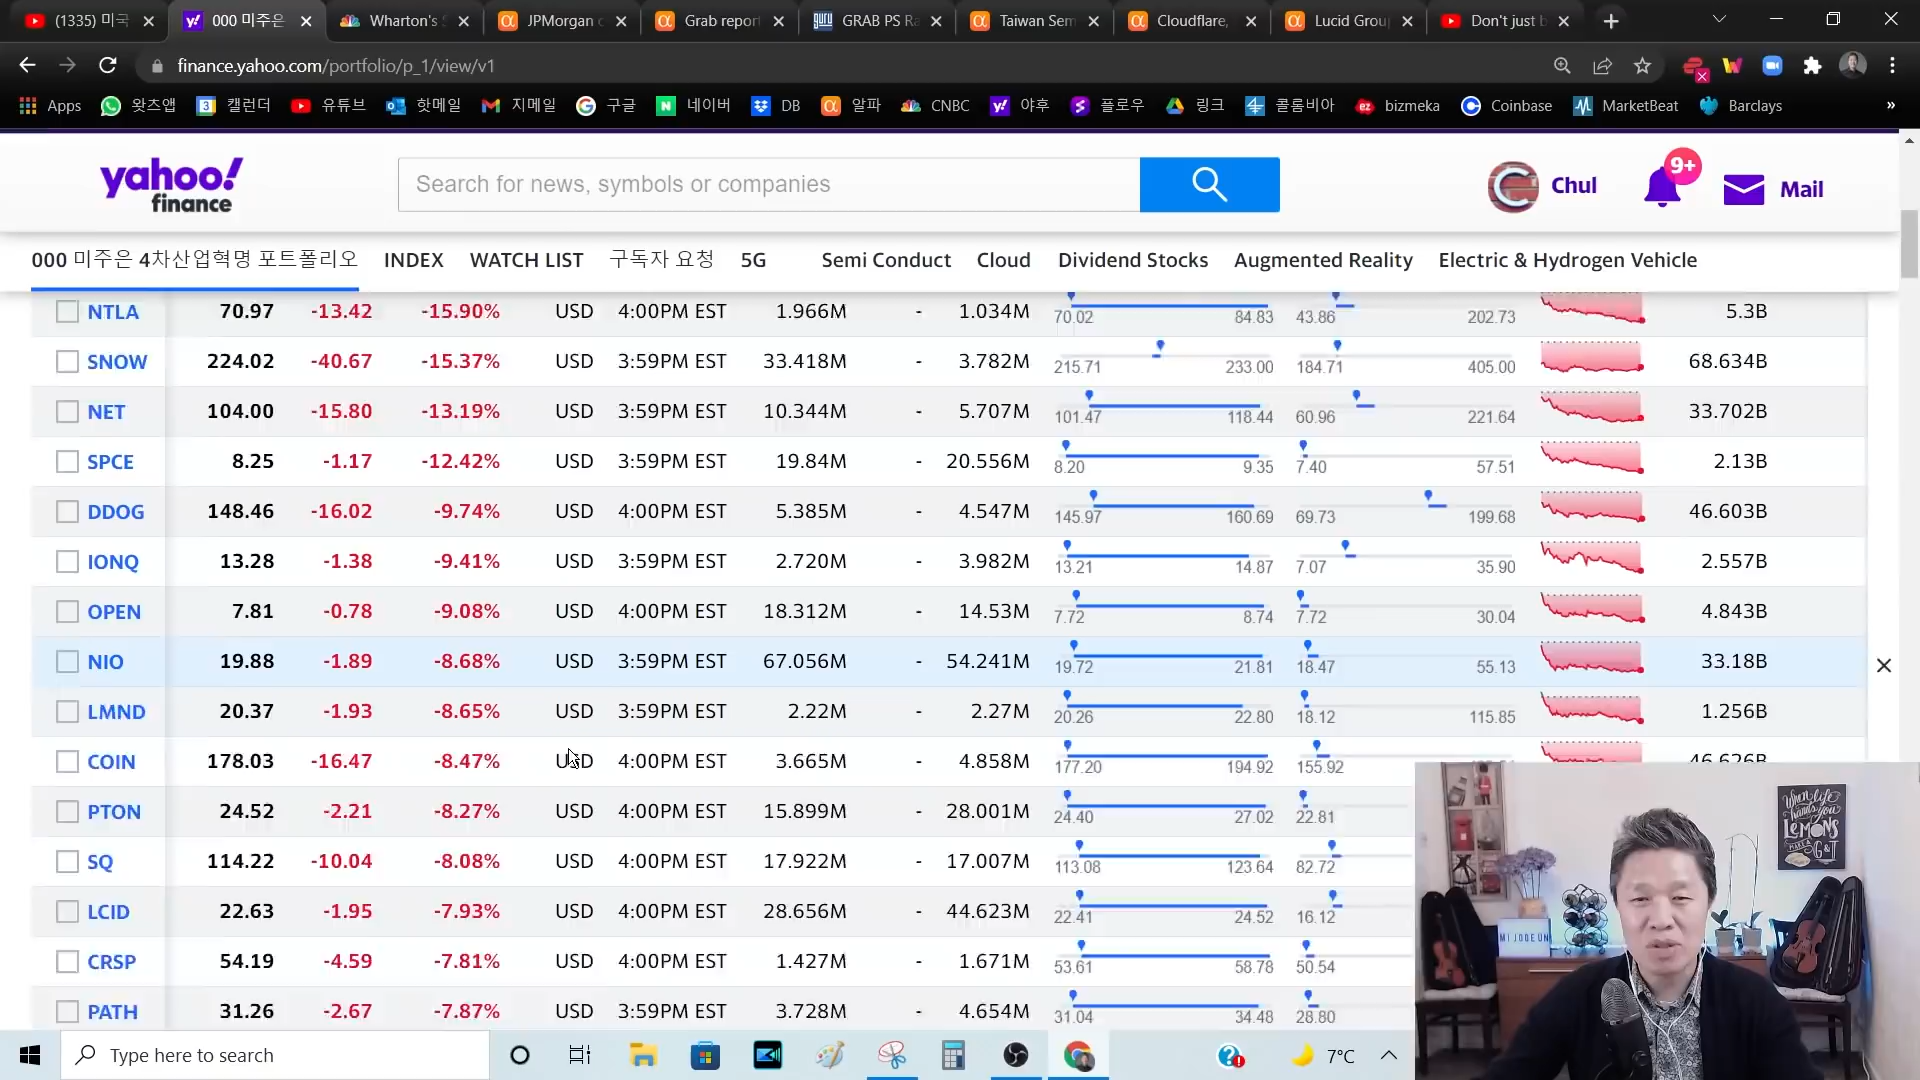 (1335) 미국
000 미주은
Wharton's S
JPMorgan c
Grab report
GRAB PS Ra
Taiwan Sem
Cloudflare,
Lucid Grou
Don't just b
finance.yahoo.com/portfolio/p_1/view/v1
Apps 왓츠앱 캘린더 유튜브 핫메일 지메일 구글 네이버 DB 알파 CNBC 야후 플로우 링크 콜롬비아 bizmeka Coinbase MarketBeat Barclays »
yahoo!
finance
Search for news, symbols or companies
Chul
9+
Mail
000 미주은 4차산업혁명 포트폴리오 INDEX WATCH LIST 구독자 요청 5G Semi Conduct Cloud Dividend Stocks Augmented Reality Electric & Hydrogen Vehicle
NTLA 70.97 -13.42 -15.90% USD 4:00PM EST 1.966M - 1.034M 70.02 84.83 43.86 202.73 5.3B
SNOW 224.02 -40.67 -15.37% USD 3:59PM EST 33.418M - 3.782M 215.71 233.00 184.71 405.00 68.634B
NET 104.00 -15.80 -13.19% USD 3:59PM EST 10.344M - 5.707M 101.47 118.44 60.96 221.64 33.702B
SPCE 8.25 -1.17 -12.42% USD 3:59PM EST 19.84M - 20.556M 8.20 9.35 7.40 57.51 2.13B
DDOG 148.46 -16.02 -9.74% USD 4:00PM EST 5.385M - 4.547M 145.97 160.69 69.73 199.68 46.603B
IONQ 13.28 -1.38 -9.41% USD 3:59PM EST 2.720M - 3.982M 13.21 14.87 7.07 35.90 2.557B
OPEN 7.81 -0.78 -9.08% USD 4:00PM EST 18.312M - 14.53M 7.72 8.74 7.72 30.04 4.843B
NIO 19.88 -1.89 -8.68% USD 3:59PM EST 67.056M - 54.241M 19.72 21.81 18.47 55.13 33.18B
LMND 20.37 -1.93 -8.65% USD 3:59PM EST 2.22M - 2.27M 20.26 22.80 18.12 115.85 1.256B
COIN 178.03 -16.47 -8.47% USD 4:00PM EST 3.665M - 4.858M 177.20 194.92 155.92 46.626B
PTON 24.52 -2.21 -8.27% USD 4:00PM EST 15.899M - 28.001M 24.40 27.02 22.81
SQ 114.22 -10.04 -8.08% USD 4:00PM EST 17.922M - 17.007M 113.08 123.64 82.72
LCID 22.63 -1.95 -7.93% USD 4:00PM EST 28.656M - 44.623M 22.41 24.52 16.12
CRSP 54.19 -4.59 -7.81% USD 4:00PM EST 1.427M - 1.671M 53.61 58.78 50.54
PATH 31.26 -2.67 -7.87% USD 3:59PM EST 3.728M - 4.654M 31.04 34.48 28.80
When life
hands you
LEMONS
MAKE A G&T
MI JOOEUN
Type here to search
7°C